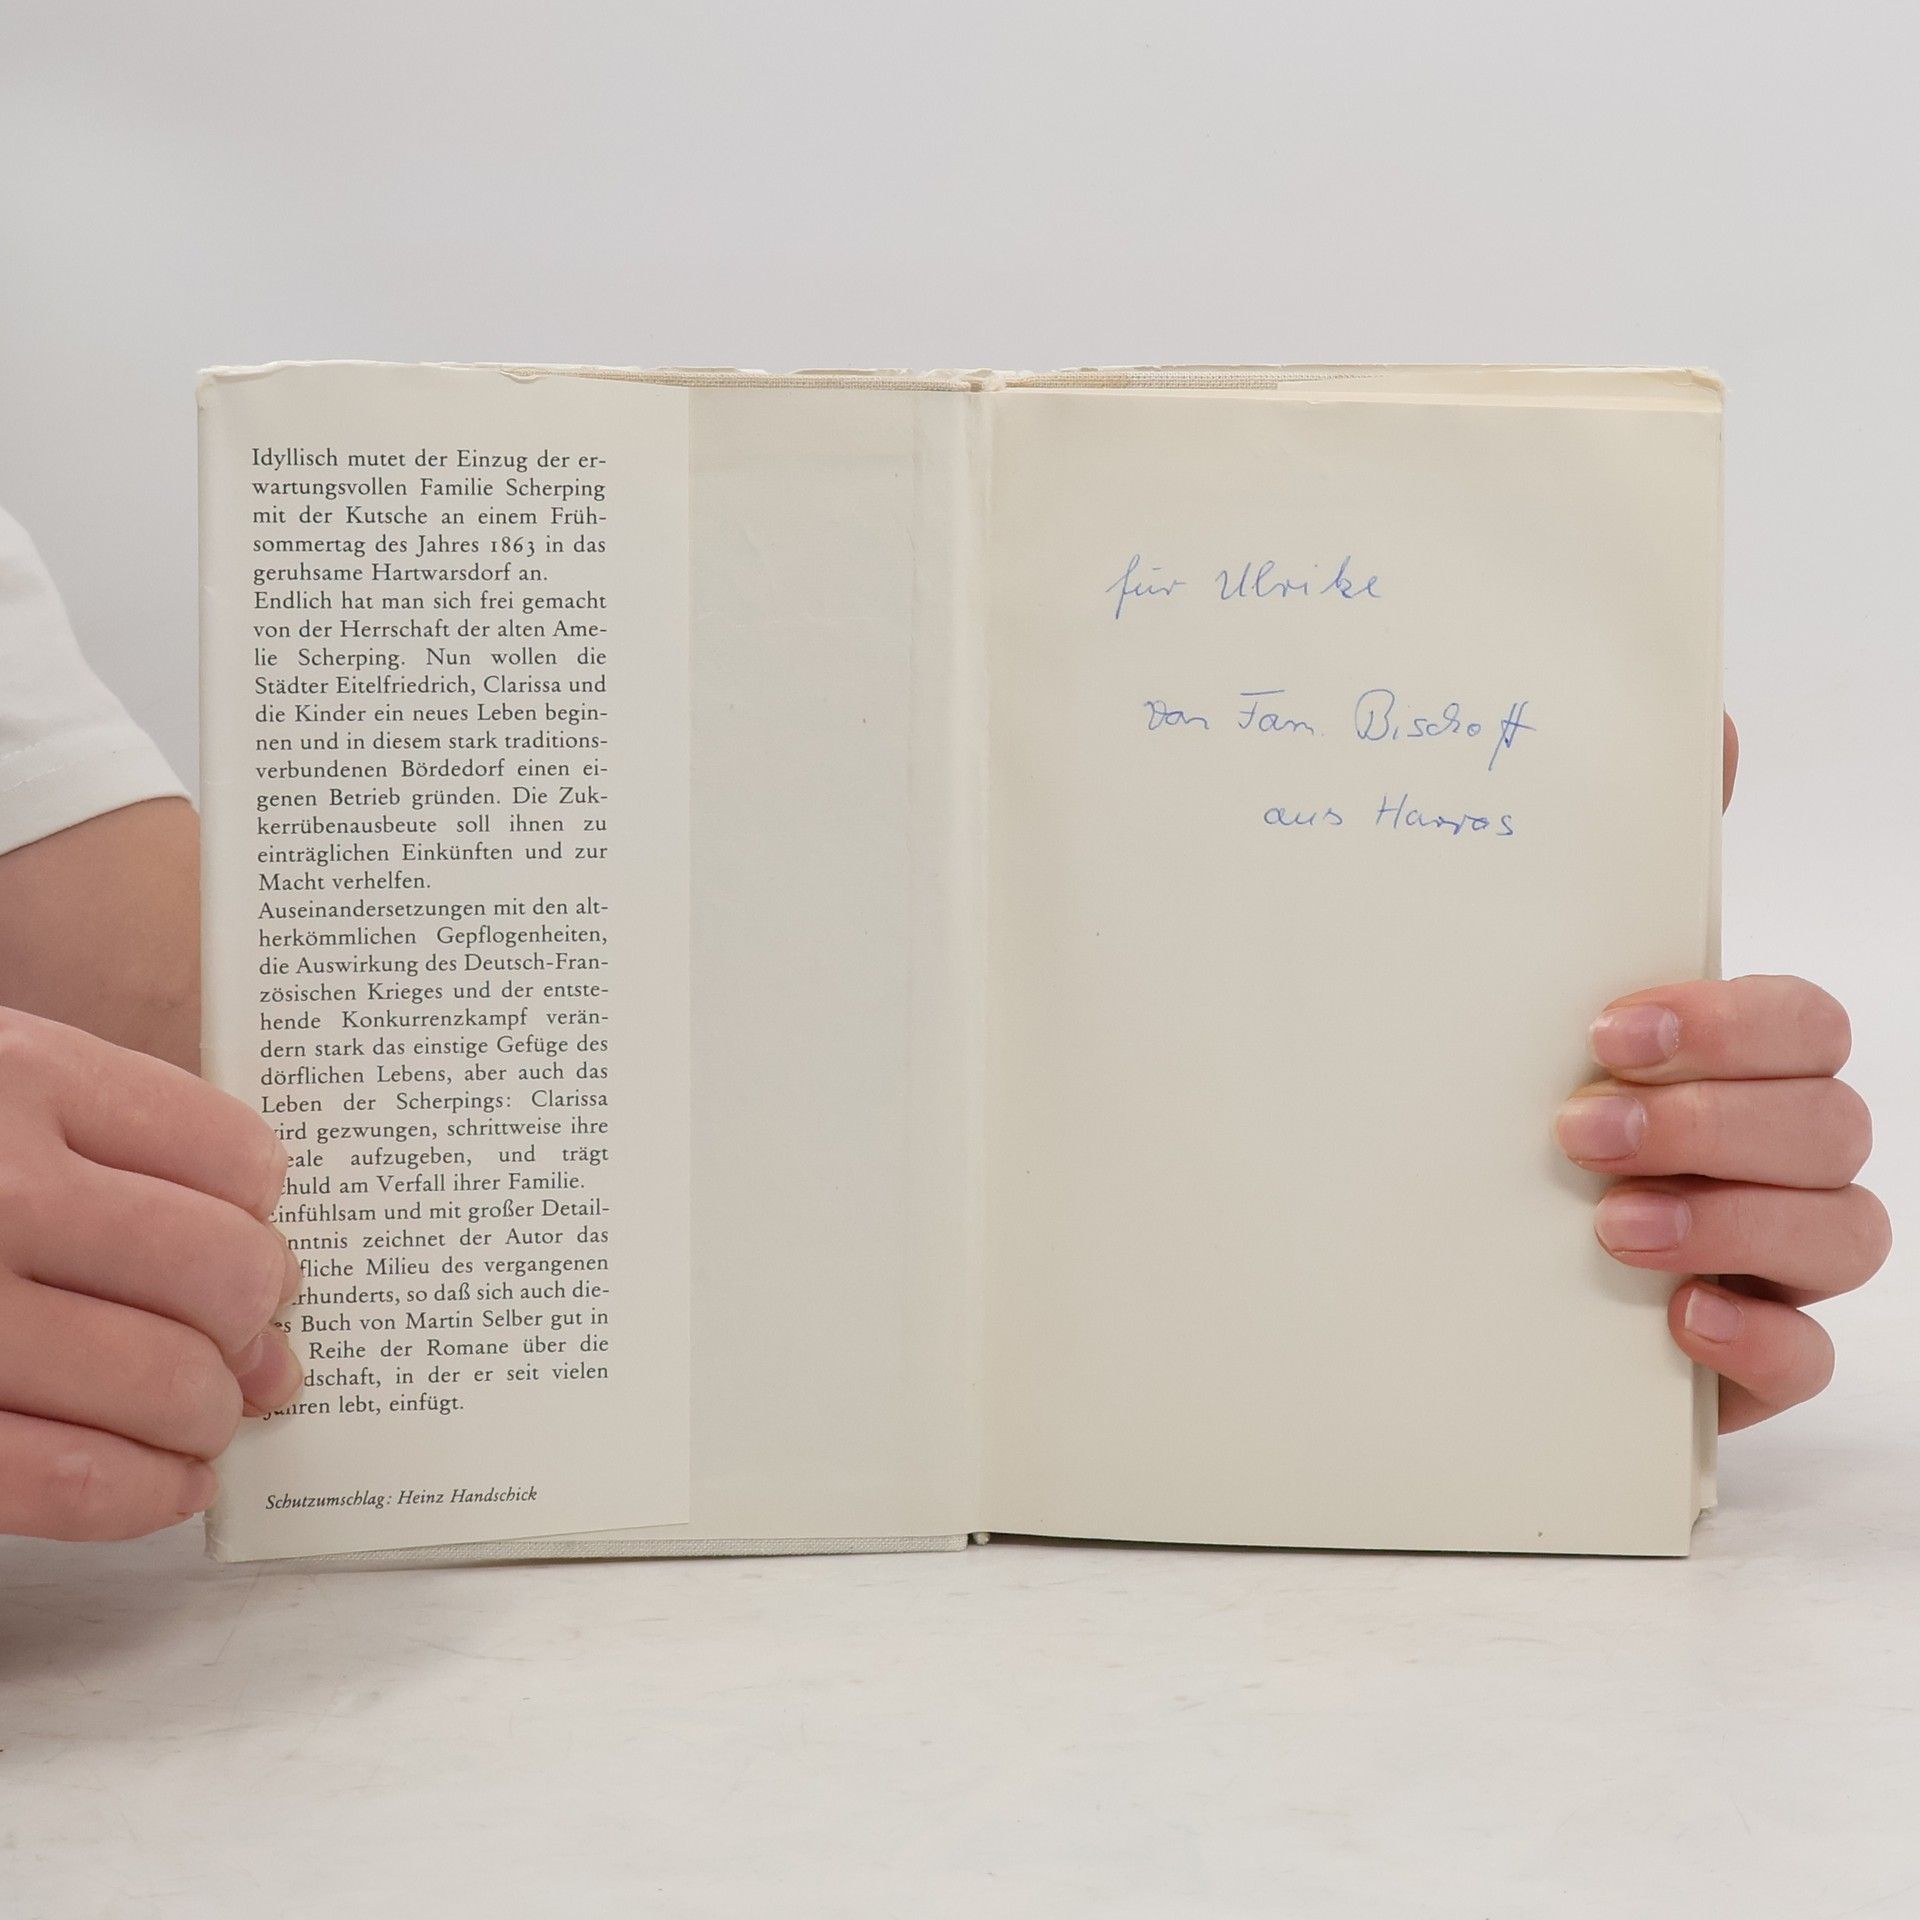 Idyllisch mutet der Einzug der er-
wartungsvollen Familie Scherping
mit der Kutsche an einem Früh-
sommertag des Jahres 1863 in das
geruhsame Hartwarsdorf an.
Endlich hat man sich frei gemacht
von der Herrschaft der alten Ame-
lie Scherping. Nun wollen die
Städter Eitelfriedrich, Clarissa und
die Kinder ein neues Leben begin-
nen und in diesem stark traditions-
verbundenen Bördedorf einen ei-
genen Betrieb gründen. Die Zuk-
kerrübenausbeute soll ihnen zu
einträglichen Einkünften und zur
Macht verhelfen.
Auseinandersetzungen mit den alt-
herkömmlichen Gepflogenheiten,
die Auswirkung des Deutsch-Fran-
zösischen Krieges und der entste-
hende Konkurrenzkampf verän-
dern stark das einstige Gefüge des
dörflichen Lebens, aber auch das
Leben der Scherpings: Clarissa
gezwungen, schrittweise ihre
aufzugeben, und trägt
am Verfall ihrer Familie.
Einfühlsam und mit großer Detail-
zeichnet der Autor das
Milieu des vergangenen
so daß sich auch die-
Buch von Martin Selber gut in
Reihe der Romane über die
in der er seit vielen
Jahren lebt, einfügt.
Schutzumschlag: Heinz Handschick
für Ulrike
von Fam. Bischoff
aus Harras